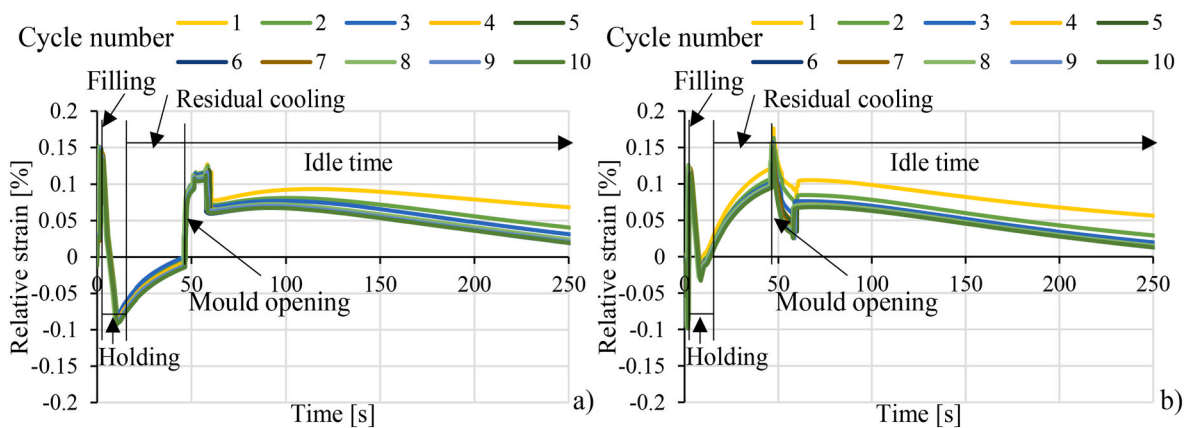 Cycle number 1 2 3 4 5
6 7 8 9 10
Filling
Residual cooling
Idle time
Mould opening
Holding
Relative strain [%]
0.2
0.15
0.1
0.05
0
-0.05
-0.1
-0.15
-0.2
0 50 100 150 200 250
Time [s]
a)
Cycle number 1 2 3 4 5
6 7 8 9 10
Filling
Residual cooling
Idle time
Mould opening
Holding
Relative strain [%]
0.2
0.15
0.1
0.05
0
-0.05
-0.1
-0.15
-0.2
0 50 100 150 200 250
Time [s]
b)